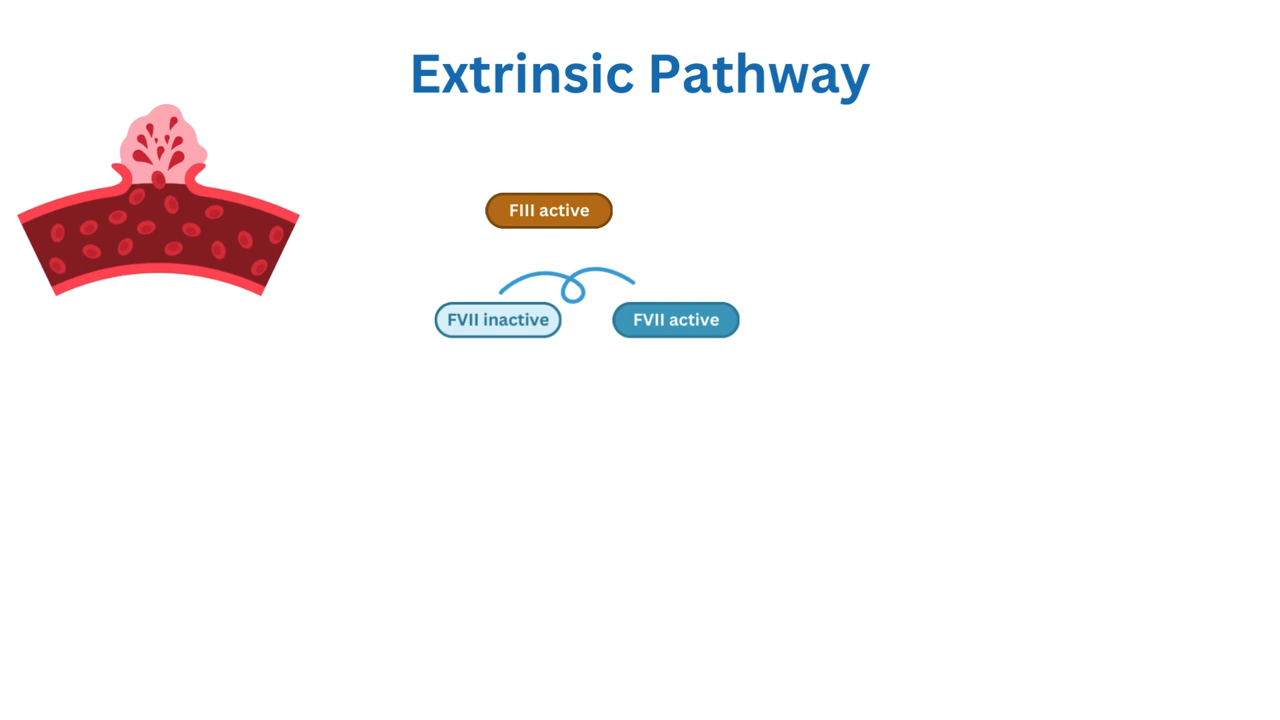 Extrinsic Pathway
FIII active
FVII inactive
FVII active